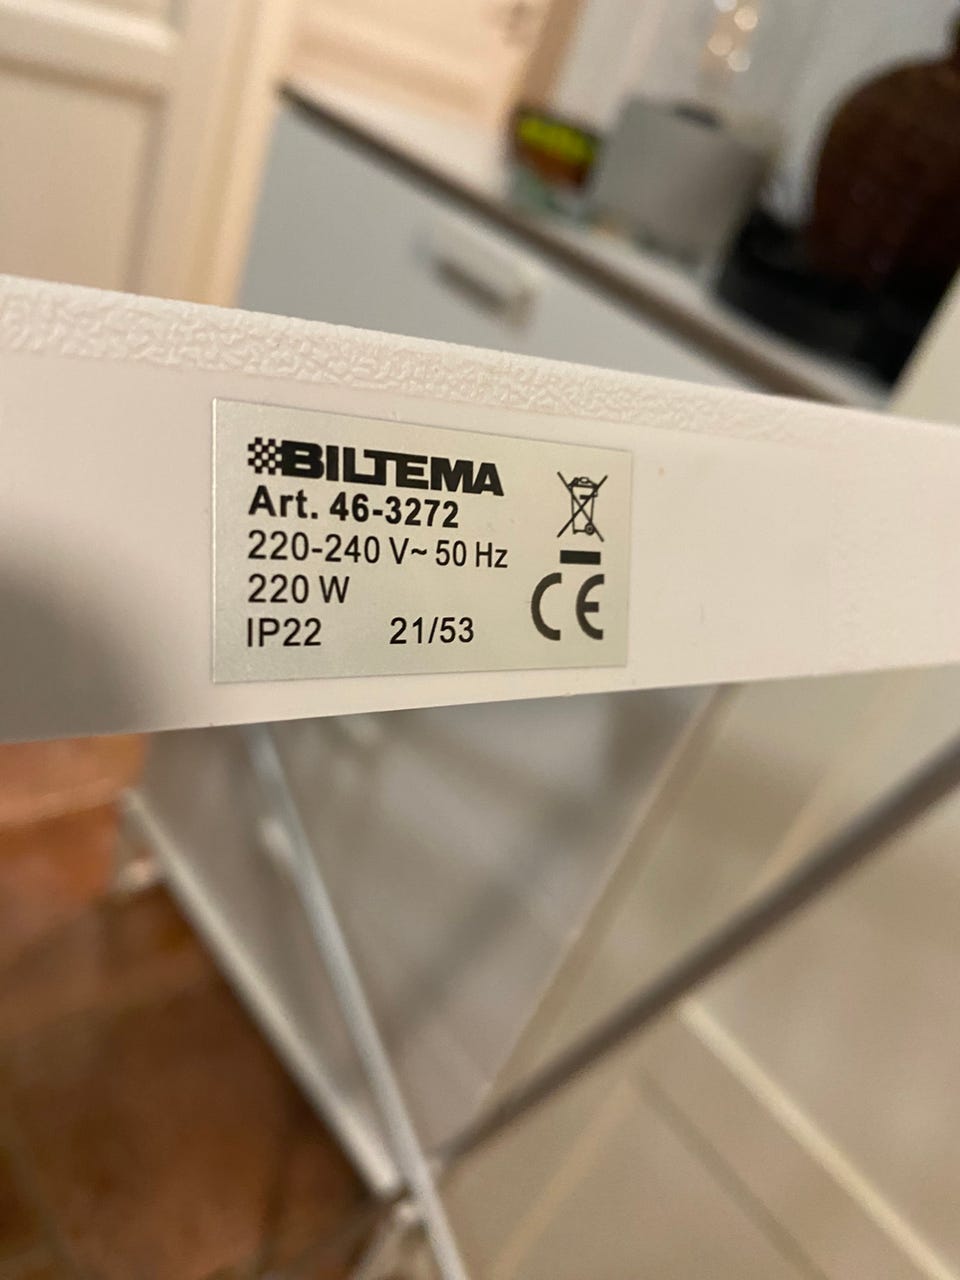 BILTEMA
Art. 46-3272
220-240 V~ 50 Hz
220 W
IP22 21/53
CE